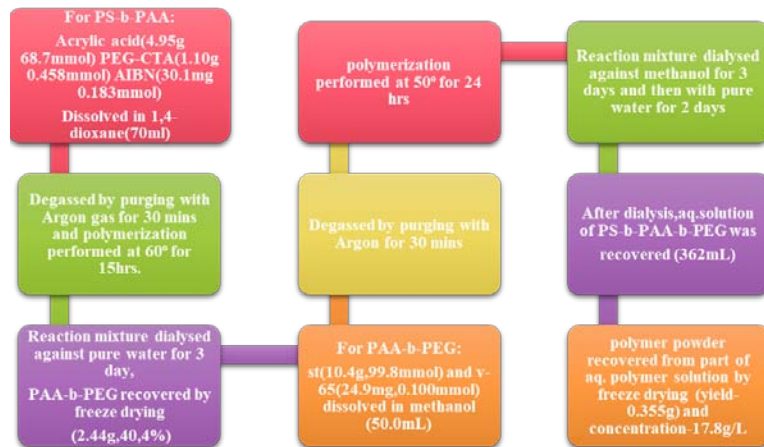 For PS-b-PAA:
Acrylic acid(4.95g
68.7mmol) PEG-CTA(1.10g
0.458mmol) AIBN(30.1mg
0.183mmol)
Dissolved in 1,4-
dioxane(70ml)
Degassed by purging with
Argon gas for 30 mins
and polymerization
performed at 60º for
15hrs.
Reaction mixture dialysed
against pure water for 3
day,
PAA-b-PEG recovered by
freeze drying
(2.44g,40,4%)
For PAA-b-PEG:
st(10.4g,99.8mmol) and v-
65(24.9mg,0.100mmol)
dissolved in methanol
(50.0mL)
Degassed by purging with
Argon for 30 mins
polymerization
performed at 50º for 24
hrs
Reaction mixture dialysed
against methanol for 3
days and then with pure
water for 2 days
After dialysis,aq.solution
of PS-b-PAA-b-PEG was
recovered (362mL)
polymer powder
recovered from part of
aq. polymer solution by
freeze drying (yield-
0.355g) and
concentration-17.8g/L